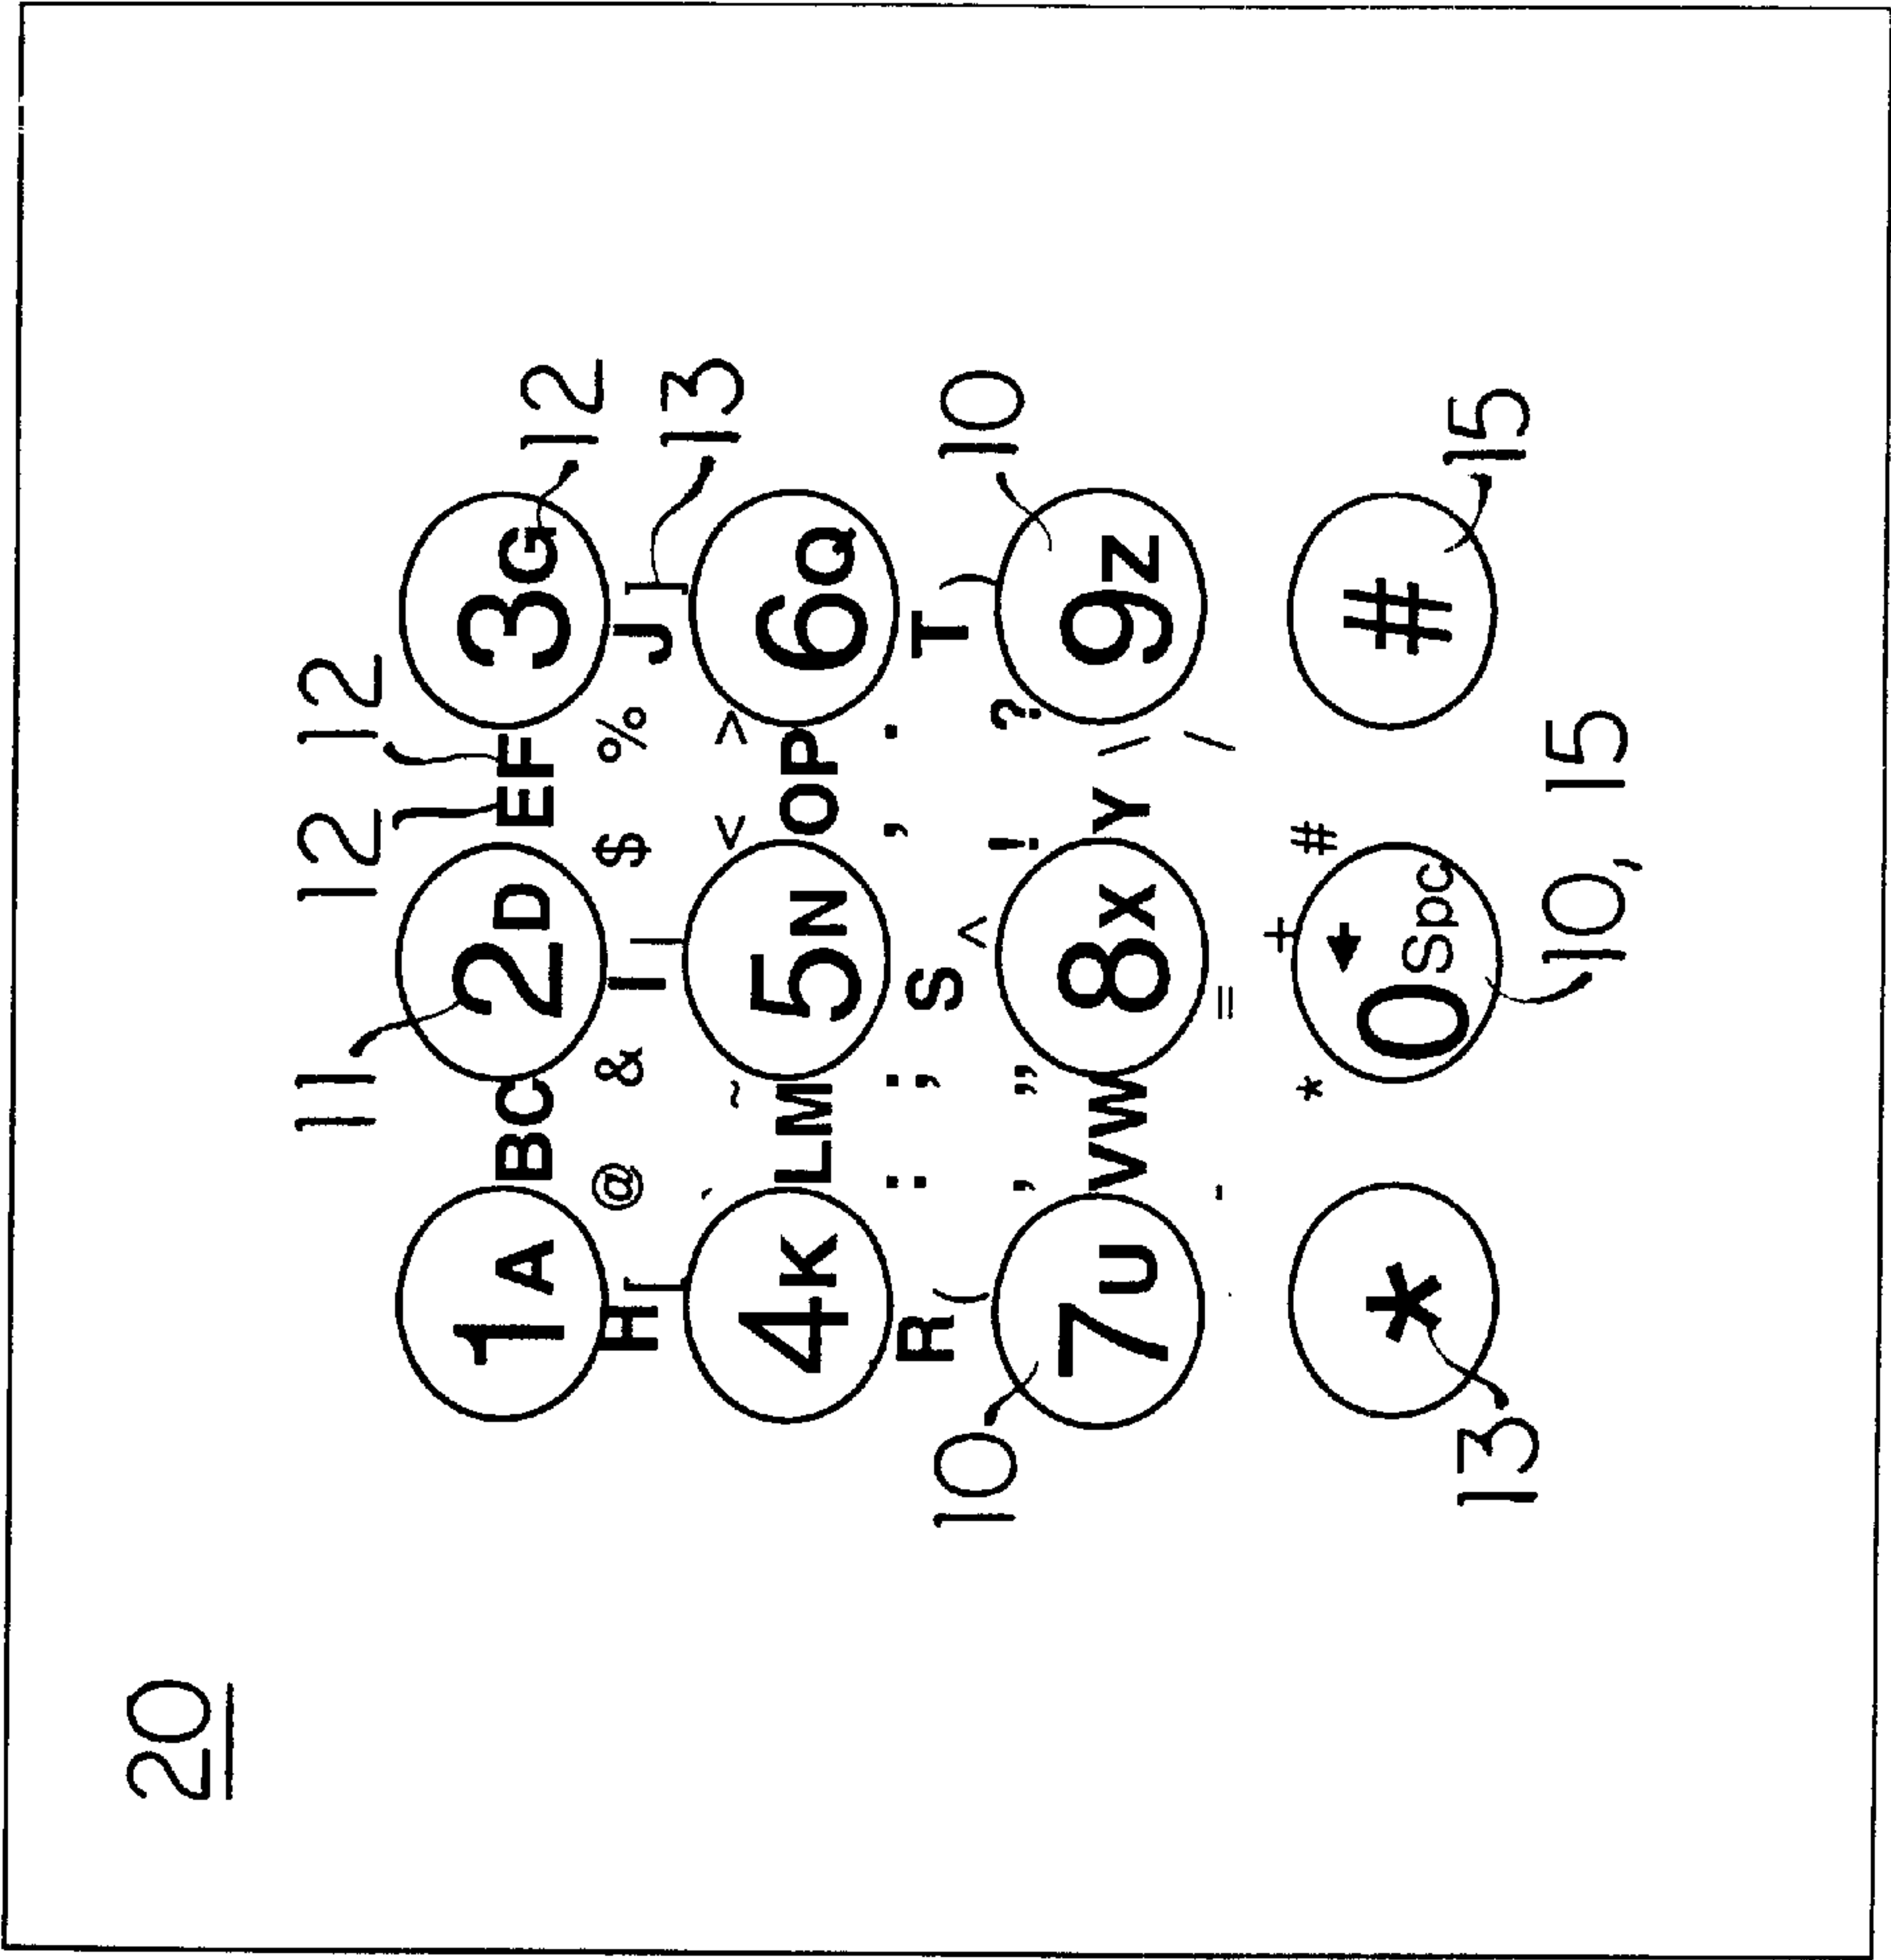 20
11 12 12
1A BC 2D EF 3G 12
@ & $ %
H[ I| J] 13
` ~ < >
4K LM 5N OP 6Q
: ; , .
R( S^ T)
10 ' " ! ? 10
7U VW 8X Y \ 9Z
- = /
* + #
* 0Spc #
13 15
10, 15